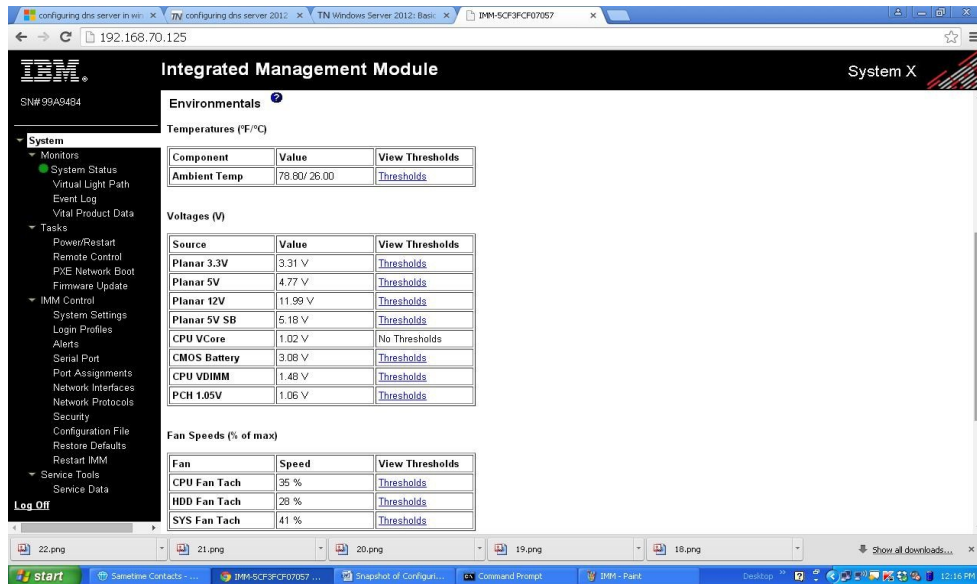 configuring dns server in win
configuring dns server 2012
TN Windows Server 2012: Basic
IMM-5CF3FCF07057
192.168.70.125
IBM.
Integrated Management Module
System X
SN# 99A9484
System
Monitors
System Status
Virtual Light Path
Event Log
Vital Product Data
Tasks
Power/Restart
Remote Control
PXE Network Boot
Firmware Update
IMM Control
System Settings
Login Profiles
Alerts
Serial Port
Port Assignments
Network Interfaces
Network Protocols
Security
Configuration File
Restore Defaults
Restart IMM
Service Tools
Service Data
Log Off
Environmentals
Temperatures (°F/°C)
Component Value View Thresholds
Ambient Temp 78.80/ 26.00 Thresholds
Voltages (V)
Source Value View Thresholds
Planar 3.3V 3.31 V Thresholds
Planar 5V 4.77 V Thresholds
Planar 12V 11.99 V Thresholds
Planar 5V SB 5.18 V Thresholds
CPU VCore 1.02 V No Thresholds
CMOS Battery 3.08 V Thresholds
CPU VDIMM 1.48 V Thresholds
PCH 1.05V 1.06 V Thresholds
Fan Speeds (% of max)
Fan Speed View Thresholds
CPU Fan Tach 35 % Thresholds
HDD Fan Tach 28 % Thresholds
SYS Fan Tach 41 % Thresholds
22.png 21.png 20.png 19.png 18.png Show all downloads...
start Sametime Contacts - ... IMM-5CF3FCF07057 ... Snapshot of Configuri... Command Prompt IMM - Paint Desktop 12:16 PM